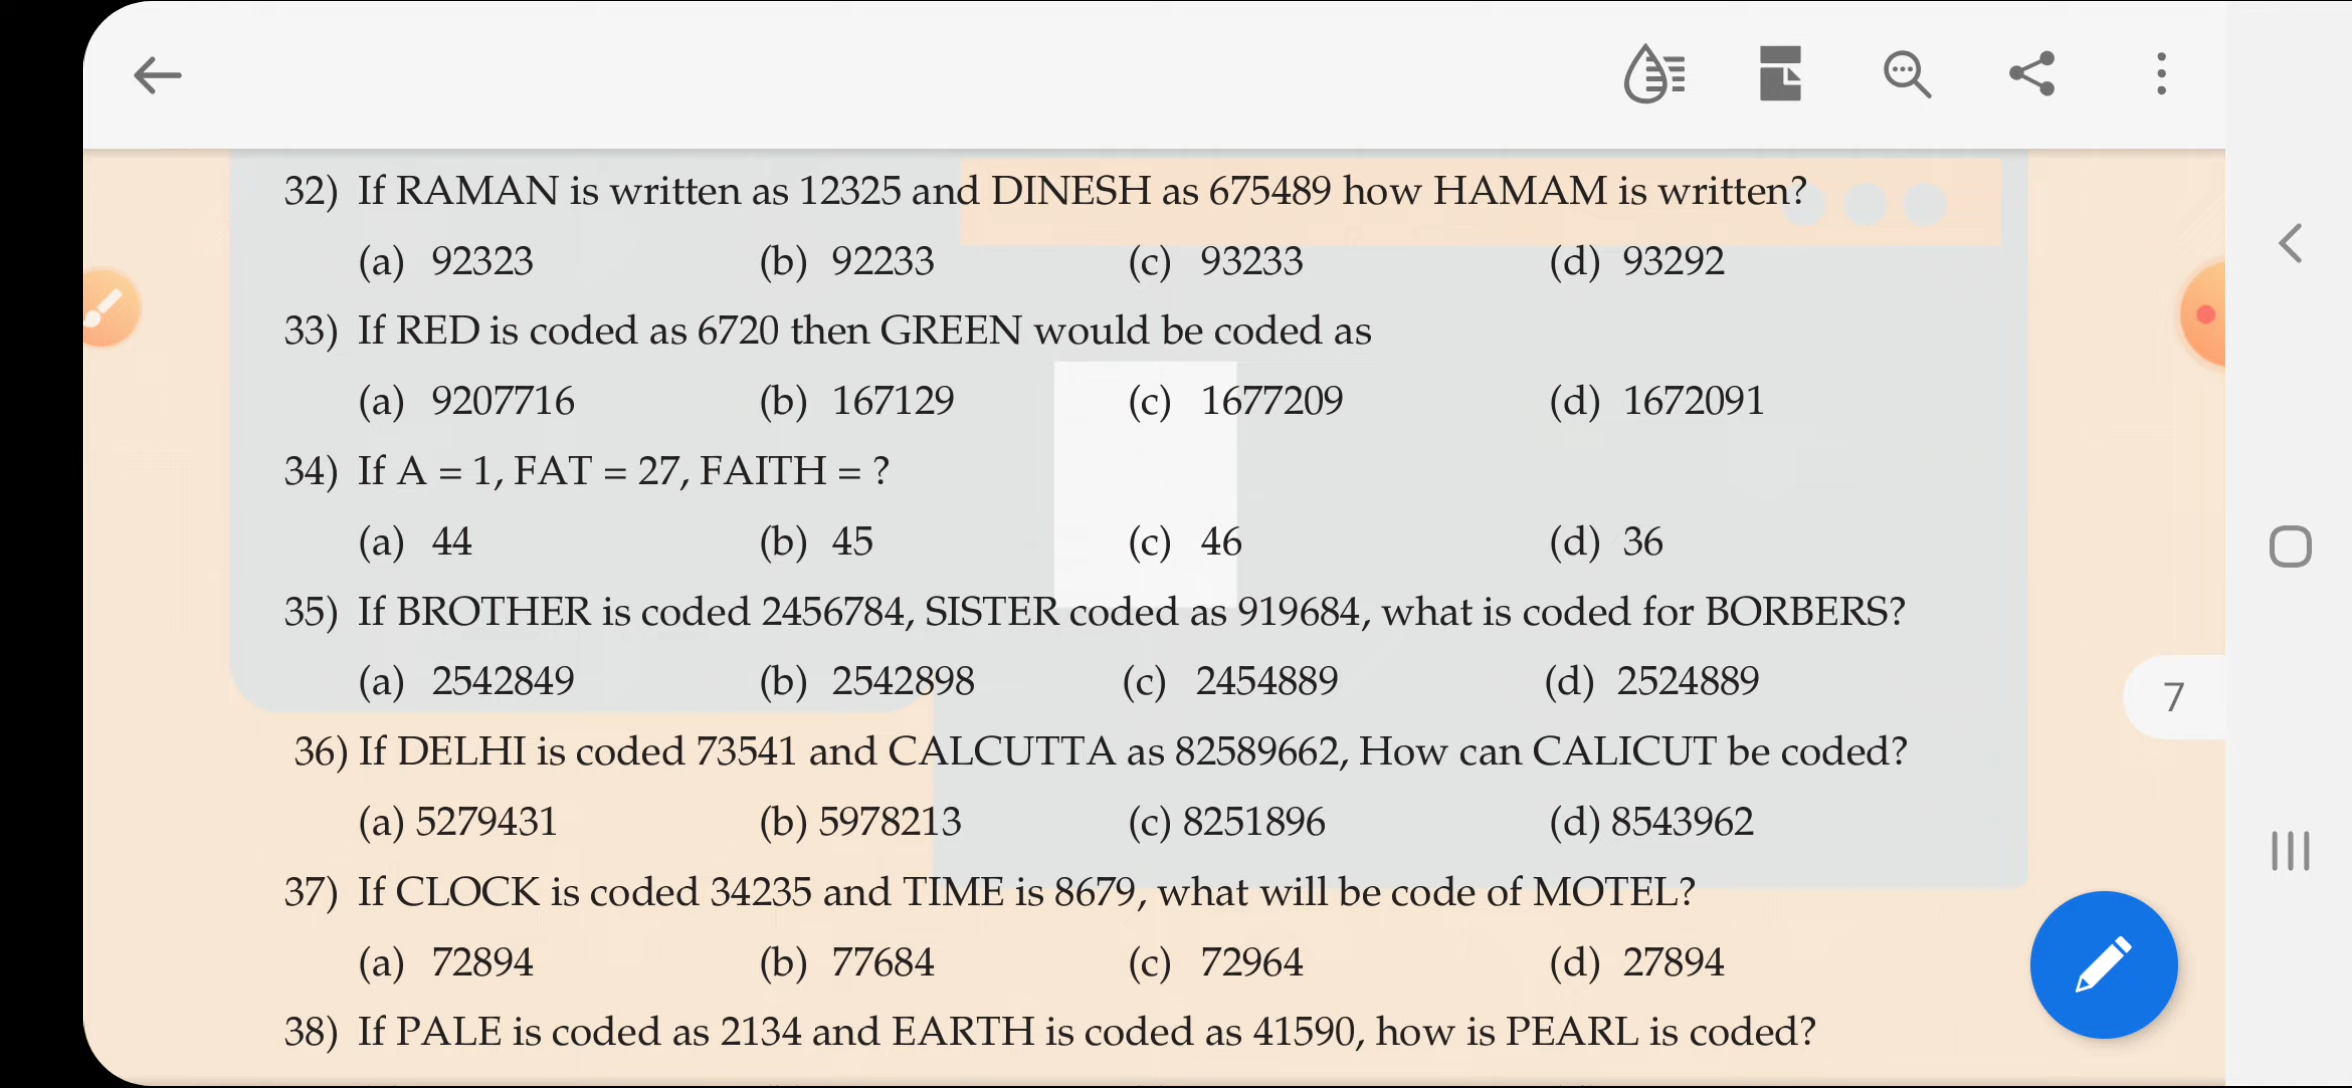 32) If RAMAN is written as 12325 and DINESH as 675489 how HAMAM is written?
(a) 92323 (b) 92233 (c) 93233 (d) 93292
33) If RED is coded as 6720 then GREEN would be coded as
(a) 9207716 (b) 167129 (c) 1677209 (d) 1672091
34) If A = 1, FAT = 27, FAITH = ?
(a) 44 (b) 45 (c) 46 (d) 36
35) If BROTHER is coded 2456784, SISTER coded as 919684, what is coded for BORBERS?
(a) 2542849 (b) 2542898 (c) 2454889 (d) 2524889
7
36) If DELHI is coded 73541 and CALCUTTA as 82589662, How can CALICUT be coded?
(a) 5279431 (b) 5978213 (c) 8251896 (d) 8543962
37) If CLOCK is coded 34235 and TIME is 8679, what will be code of MOTEL?
(a) 72894 (b) 77684 (c) 72964 (d) 27894
38) If PALE is coded as 2134 and EARTH is coded as 41590, how is PEARL is coded?